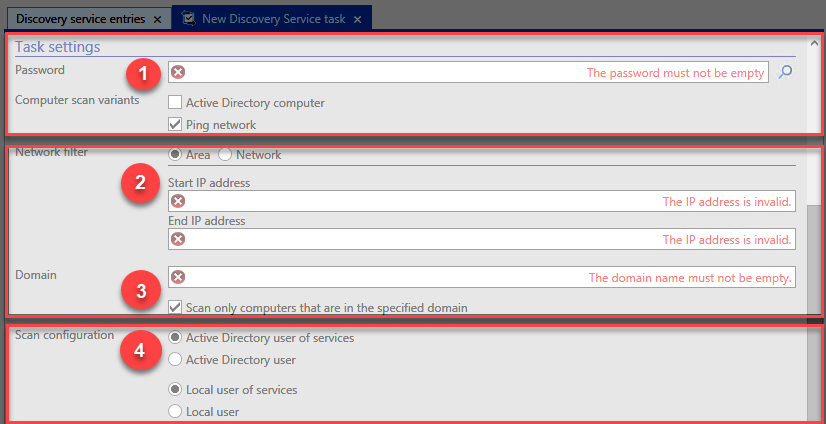 Discovery service entries × New Discovery Service task ×
Task settings
Password 1 The password must not be empty
Computer scan variants Active Directory computer
Ping network
Network filter Area Network
2
Start IP address
The IP address is invalid.
End IP address
The IP address is invalid.
Domain The domain name must not be empty.
3
Scan only computers that are in the specified domain
Scan configuration Active Directory user of services
4
Active Directory user
Local user of services
Local user